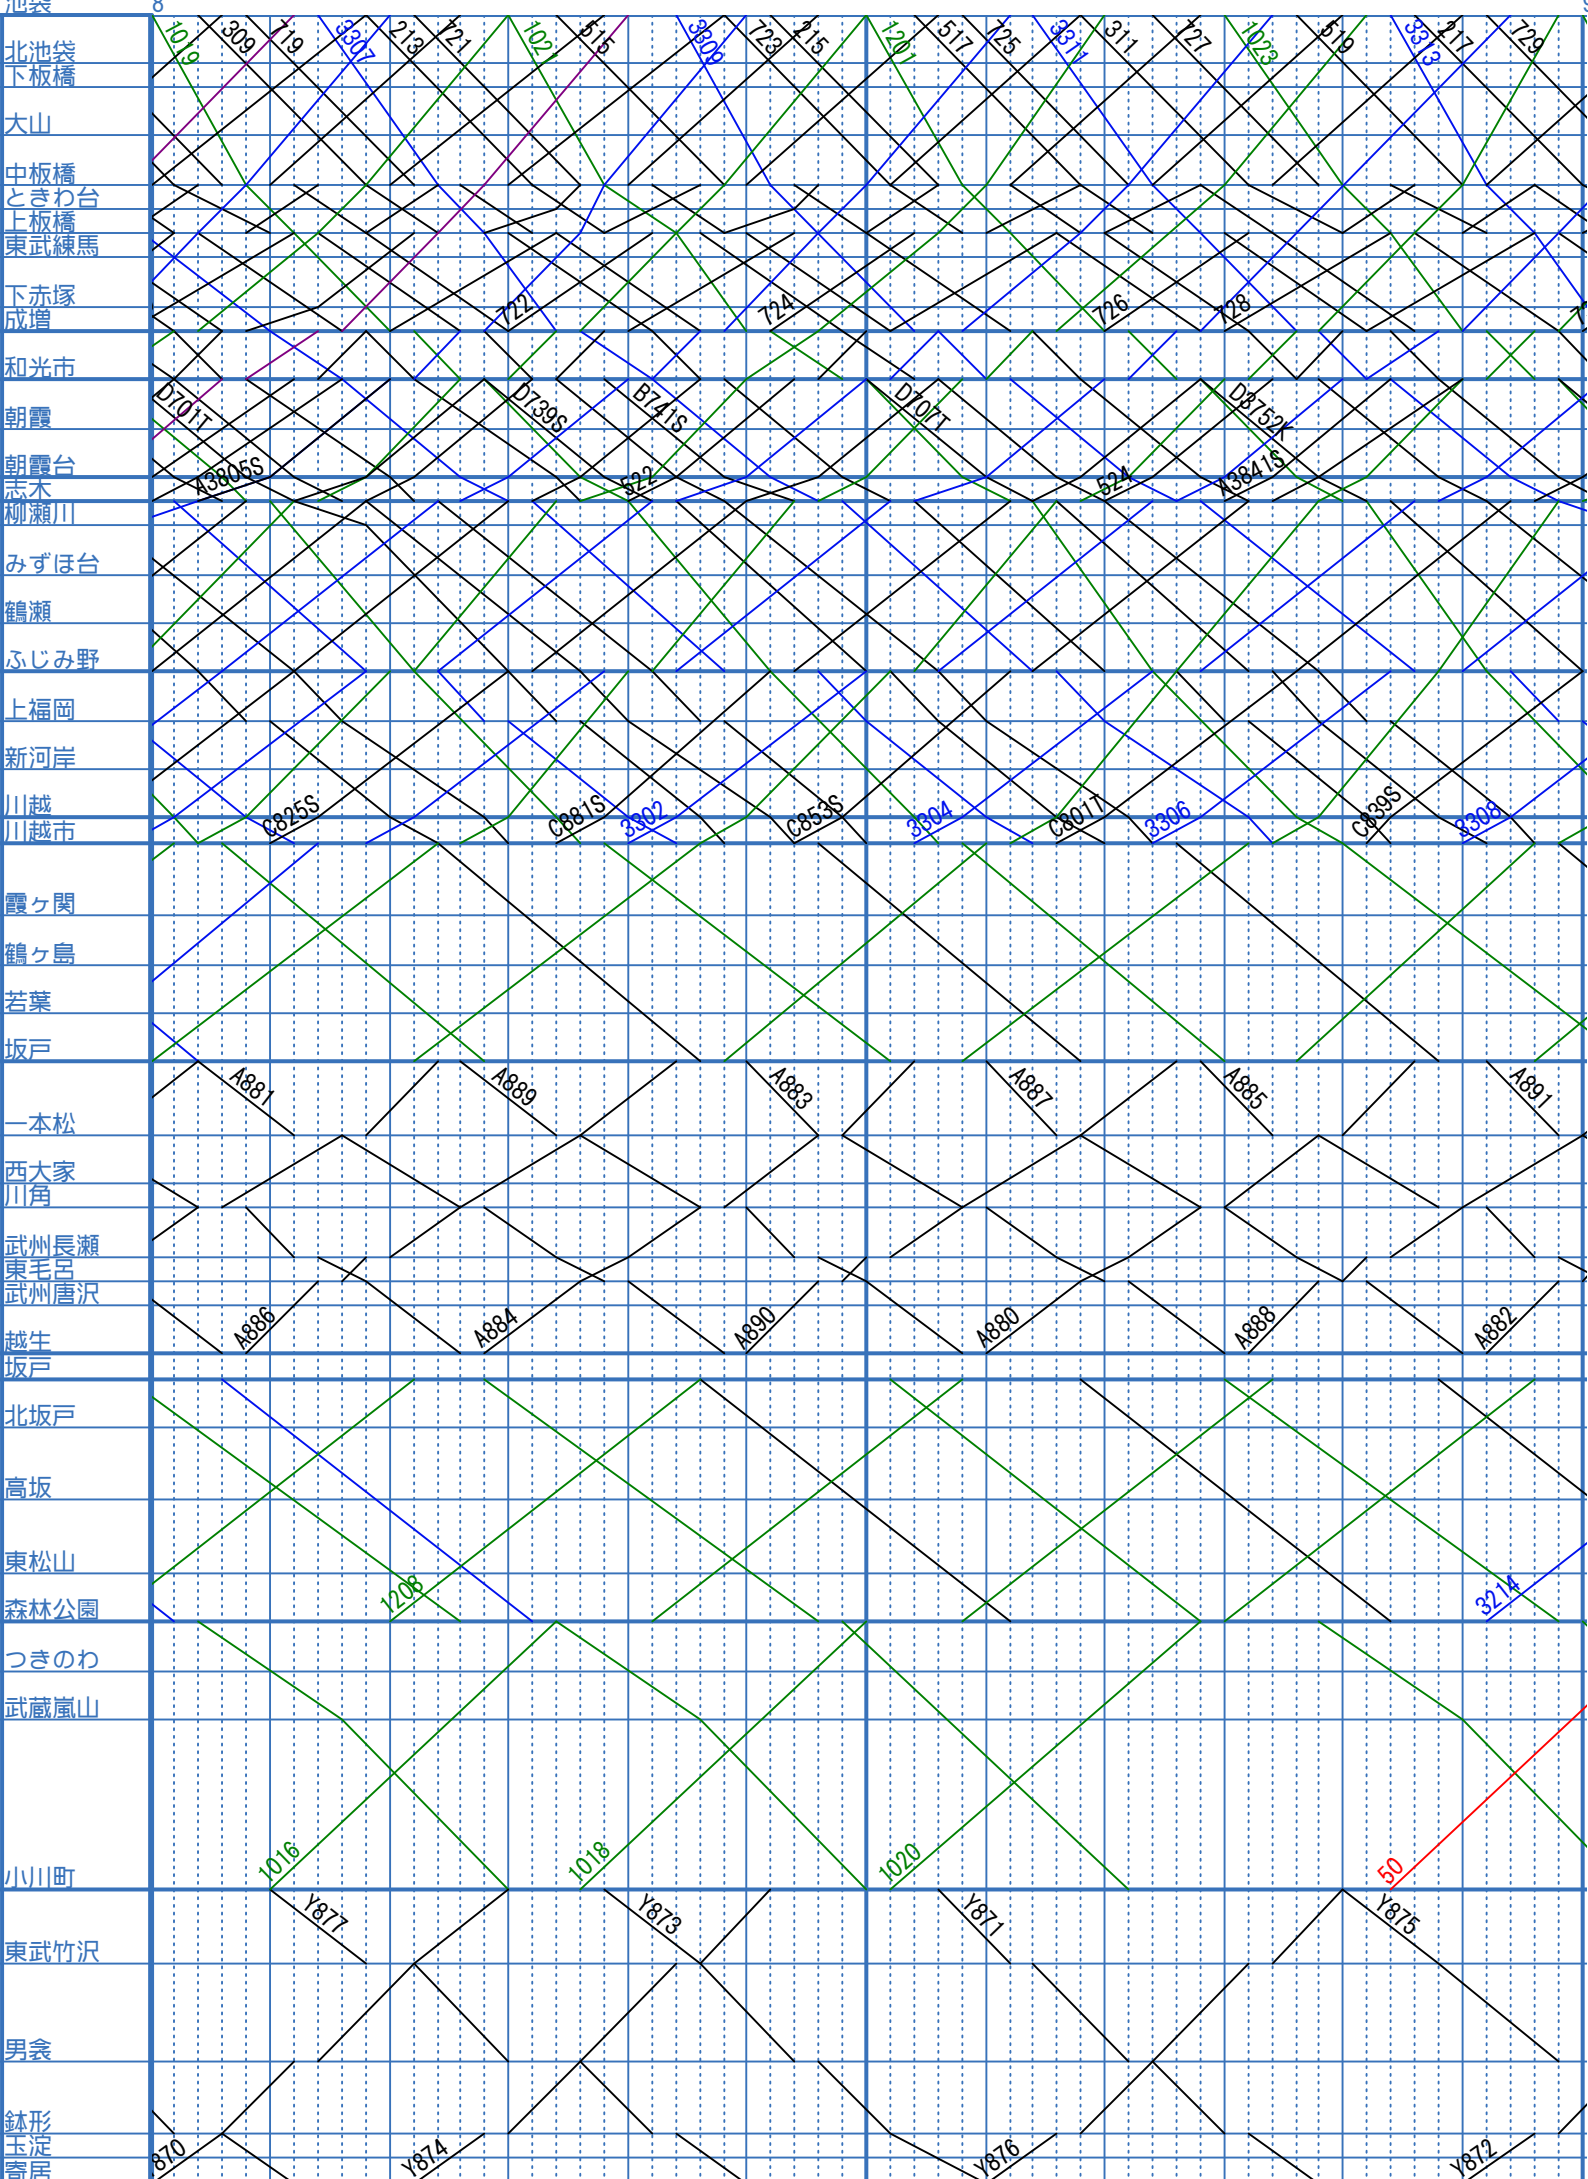 池袋
8
1019
309
719
3307
213
721
1021
515
3309
723
215
1201
517
725
3311
311
727
1023
519
3313
217
729
北池袋
下板橋
大山
中板橋
ときわ台
上板橋
東武練馬
下赤塚
成増
722
724
726
728
和光市
D701T
D739S
B741S
D707T
D3752K
朝霞
朝霞台
A3805S
522
524
A3841S
志木
柳瀬川
みずほ台
鶴瀬
ふじみ野
上福岡
新河岸
川越
C825S
C881S
3302
C853S
3304
C801T
3306
C839S
3308
川越市
霞ヶ関
鶴ヶ島
若葉
坂戸
A881
A889
A883
A887
A885
A891
一本松
西大家
川角
武州長瀬
東毛呂
武州唐沢
A886
A884
A890
A880
A888
A882
越生
坂戸
北坂戸
高坂
東松山
1208
3214
森林公園
つきのわ
武蔵嵐山
小川町
1016
1018
1020
50
Y877
Y873
Y871
Y875
東武竹沢
男衾
鉢形
玉淀
870
Y874
Y876
Y872
寄居